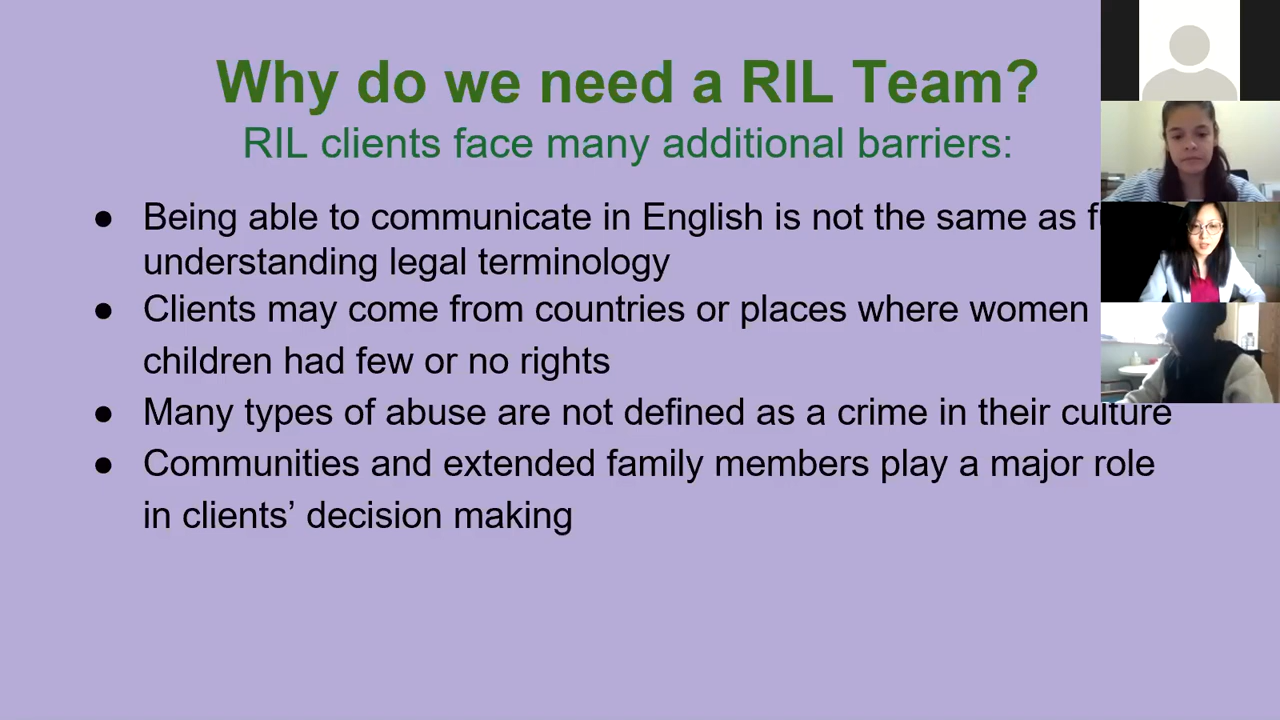 Why do we need a RIL Team?
RIL clients face many additional barriers:
● Being able to communicate in English is not the same as
understanding legal terminology
● Clients may come from countries or places where women
children had few or no rights
● Many types of abuse are not defined as a crime in their culture
● Communities and extended family members play a major role
in clients’ decision making